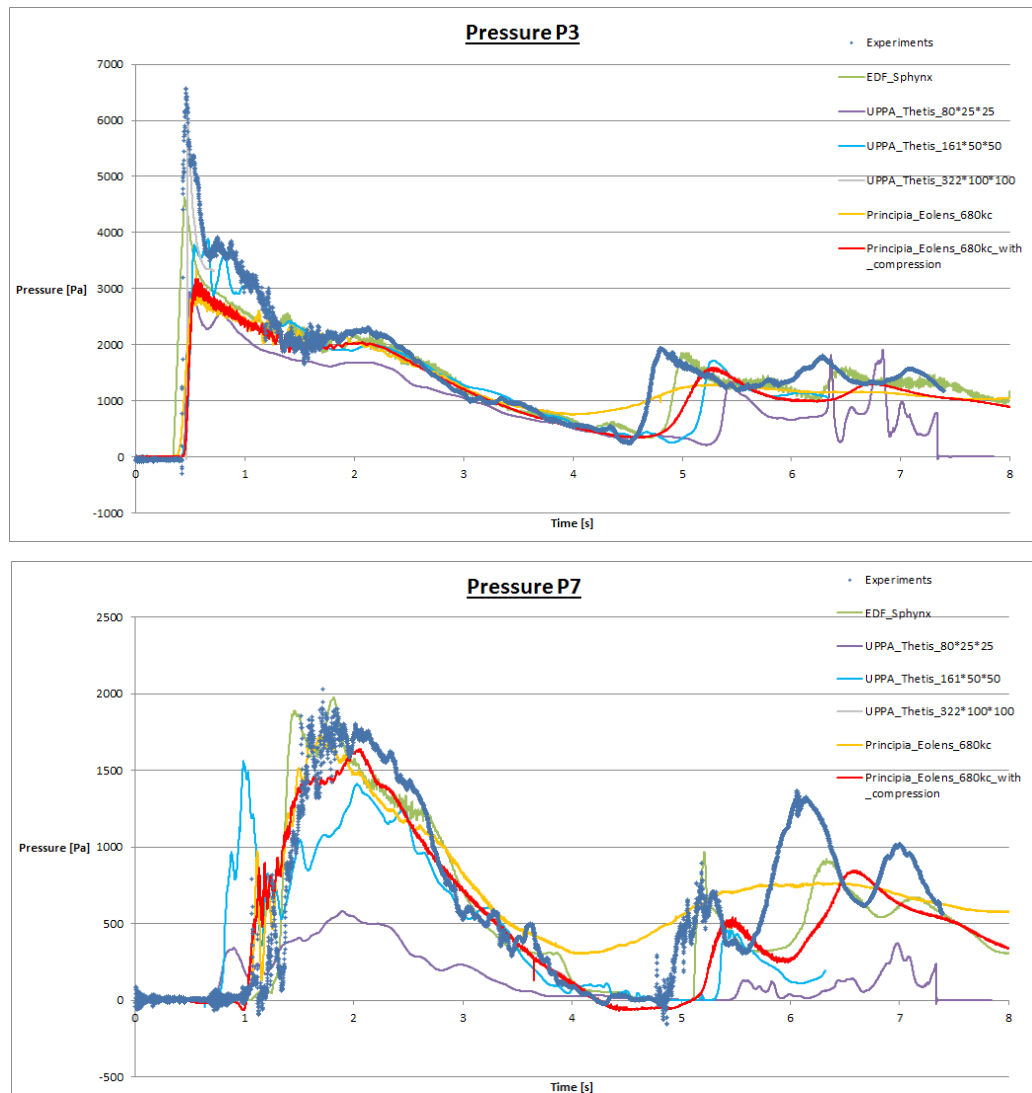 Pressure P3
Experiments
EDF_Sphynx
UPPA_Thetis_80*25*25
UPPA_Thetis_161*50*50
UPPA_Thetis_322*100*100
Principia_Eolens_680kc
Principia_Eolens_680kc_with
_compression
7000
6000
5000
4000
3000
2000
1000
0
-1000
Pressure [Pa]
0 1 2 3 4 5 6 7 8
Time [s]
Pressure P7
Experiments
EDF_Sphynx
UPPA_Thetis_80*25*25
UPPA_Thetis_161*50*50
UPPA_Thetis_322*100*100
Principia_Eolens_680kc
Principia_Eolens_680kc_with
_compression
2500
2000
1500
1000
500
0
-500
Pressure [Pa]
0 1 2 3 4 5 6 7 8
Time [s]